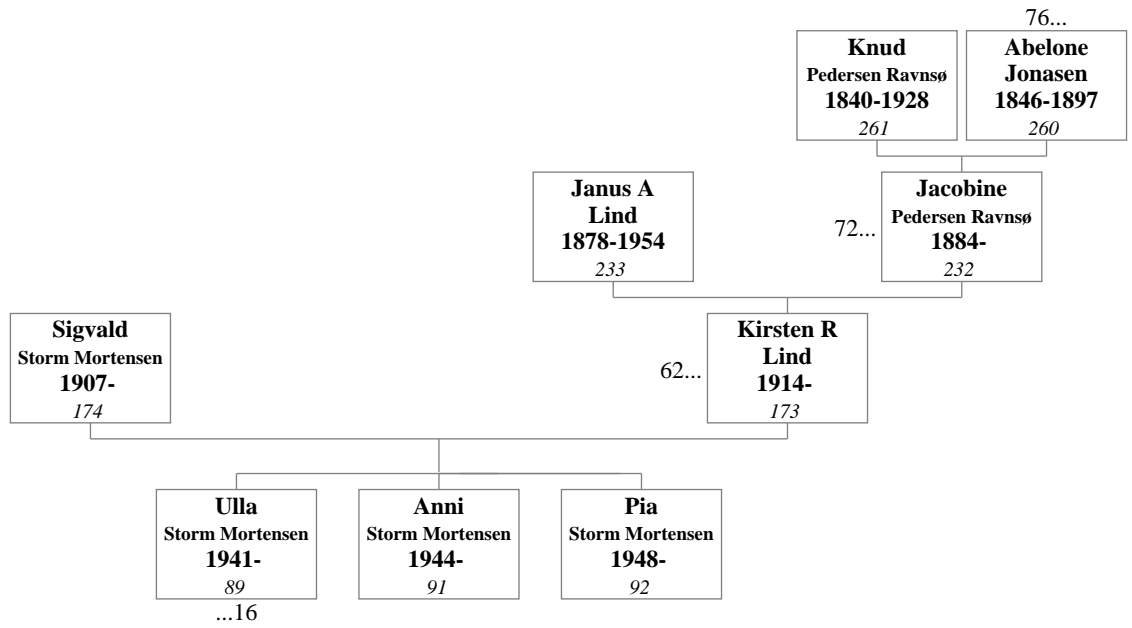 76...
Knud
Pedersen Ravnsø
1840-1928
261
Abelone
Jonasen
1846-1897
260
Janus A
Lind
1878-1954
233
72...
Jacobine
Pedersen Ravnsø
1884-
232
Sigvald
Storm Mortensen
1907-
174
62...
Kirsten R
Lind
1914-
173
Ulla
Storm Mortensen
1941-
89
...16
Anni
Storm Mortensen
1944-
91
Pia
Storm Mortensen
1948-
92